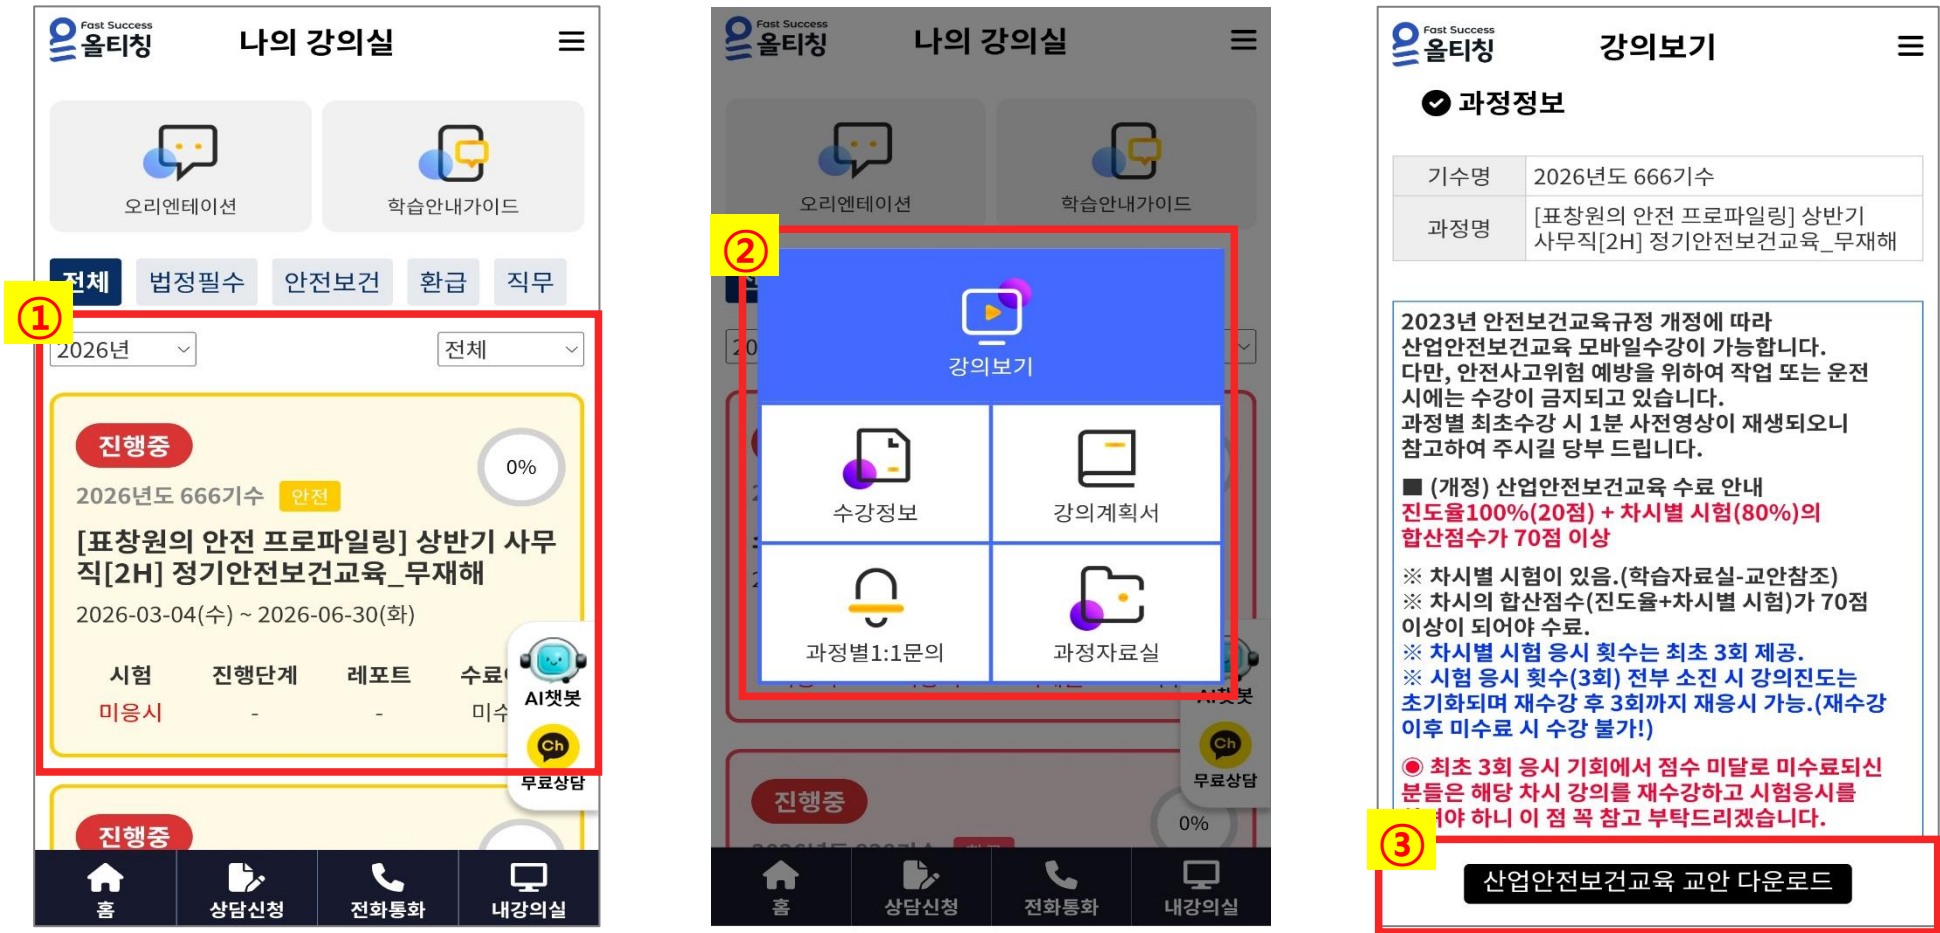 Fast Success
올티칭
나의 강의실
오리엔테이션
학습안내가이드
전체
법정필수
안전보건
환급
직무
①
2026년
전체
진행중
0%
2026년도 666기수
안전
[표창원의 안전 프로파일링] 상반기 사무
직[2H] 정기안전보건교육_무재해
2026-03-04(수) ~ 2026-06-30(화)
시험 진행단계 레포트 수료
미응시 - - 미수
AI챗봇
Ch
무료상담
진행중
홈
상담신청
전화통화
내강의실
Fast Success
올티칭
나의 강의실
오리엔테이션
학습안내가이드
②
강의보기
수강정보
강의계획서
과정별1:1문의
과정자료실
AI챗봇
Ch
무료상담
진행중
0%
홈
상담신청
전화통화
내강의실
Fast Success
올티칭
강의보기
과정정보
기수명 2026년도 666기수
과정명 [표창원의 안전 프로파일링] 상반기
사무직[2H] 정기안전보건교육_무재해
2023년 안전보건교육규정 개정에 따라
산업안전보건교육 모바일수강이 가능합니다.
다만, 안전사고위험 예방을 위하여 작업 또는 운전
시에는 수강이 금지되고 있습니다.
과정별 최초수강 시 1분 사전영상이 재생되오니
참고하여 주시길 당부 드립니다.
■ (개정) 산업안전보건교육 수료 안내
진도율100%(20점) + 차시별 시험(80%)의
합산점수가 70점 이상
※ 차시별 시험이 있음.(학습자료실-교안참조)
※ 차시의 합산점수(진도율+차시별 시험)가 70점
이상이 되어야 수료.
※ 차시별 시험 응시 횟수는 최초 3회 제공.
※ 시험 응시 횟수(3회) 전부 소진 시 강의진도는
초기화되며 재수강 후 3회까지 재응시 가능.(재수강
이후 미수료 시 수강 불가!)
◉ 최초 3회 응시 기회에서 점수 미달로 미수료되신
분들은 해당 차시 강의를 재수강하고 시험응시를
야 하니 이 점 꼭 참고 부탁드리겠습니다.
③
산업안전보건교육 교안 다운로드